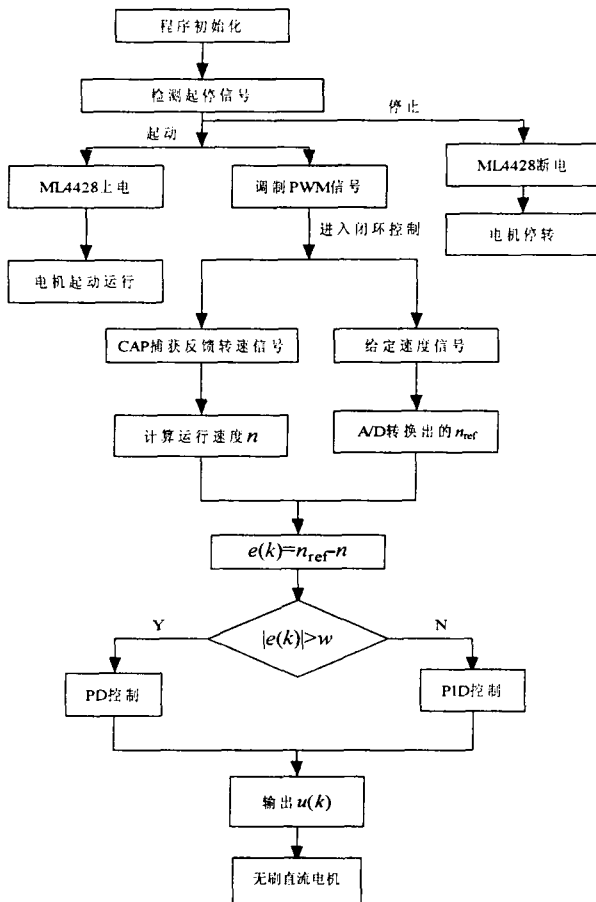 程序初始化
检测起停信号
起动
停止
ML4428上电
调制PWM信号
ML4428断电
进入闭环控制
电机起动运行
电机停转
CAP捕获反馈转速信号
给定速度信号
计算运行速度n
A/D转换出的n_ref
e(k)=n_ref-n
Y
|e(k)|>w
N
PD控制
PID控制
输出u(k)
无刷直流电机